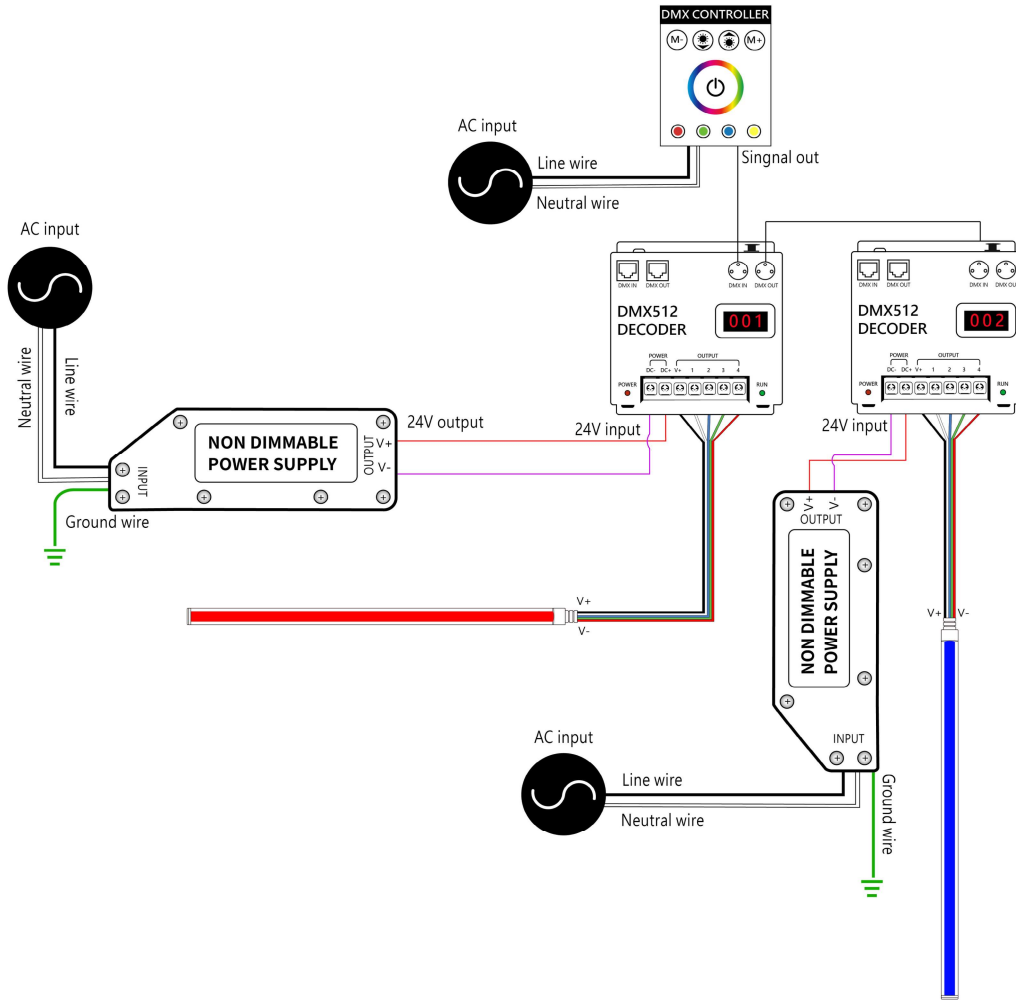 DMX CONTROLLER
M-
M+
AC input
Line wire
Neutral wire
Singnal out
AC input
Neutral wire
Line wire
DMX IN
DMX OUT
DMX IN
DMX OUT
DMX512
DECODER
001
POWER
OUTPUT
DC-
DC+
V+
1
2
3
4
POWER
RUN
DMX IN
DMX OUT
DMX IN
DMX OU
DMX512
DECODER
002
POWER
OUTPUT
DC-
DC+
V+
1
2
3
4
POWER
RUN
24V output
24V input
24V input
NON DIMMABLE
POWER SUPPLY
INPUT
OUTPUT
V+
V-
Ground wire
V+
V-
V+
V-
OUTPUT
NON DIMMABLE
POWER SUPPLY
INPUT
V+
V-
AC input
Line wire
Neutral wire
Ground wire